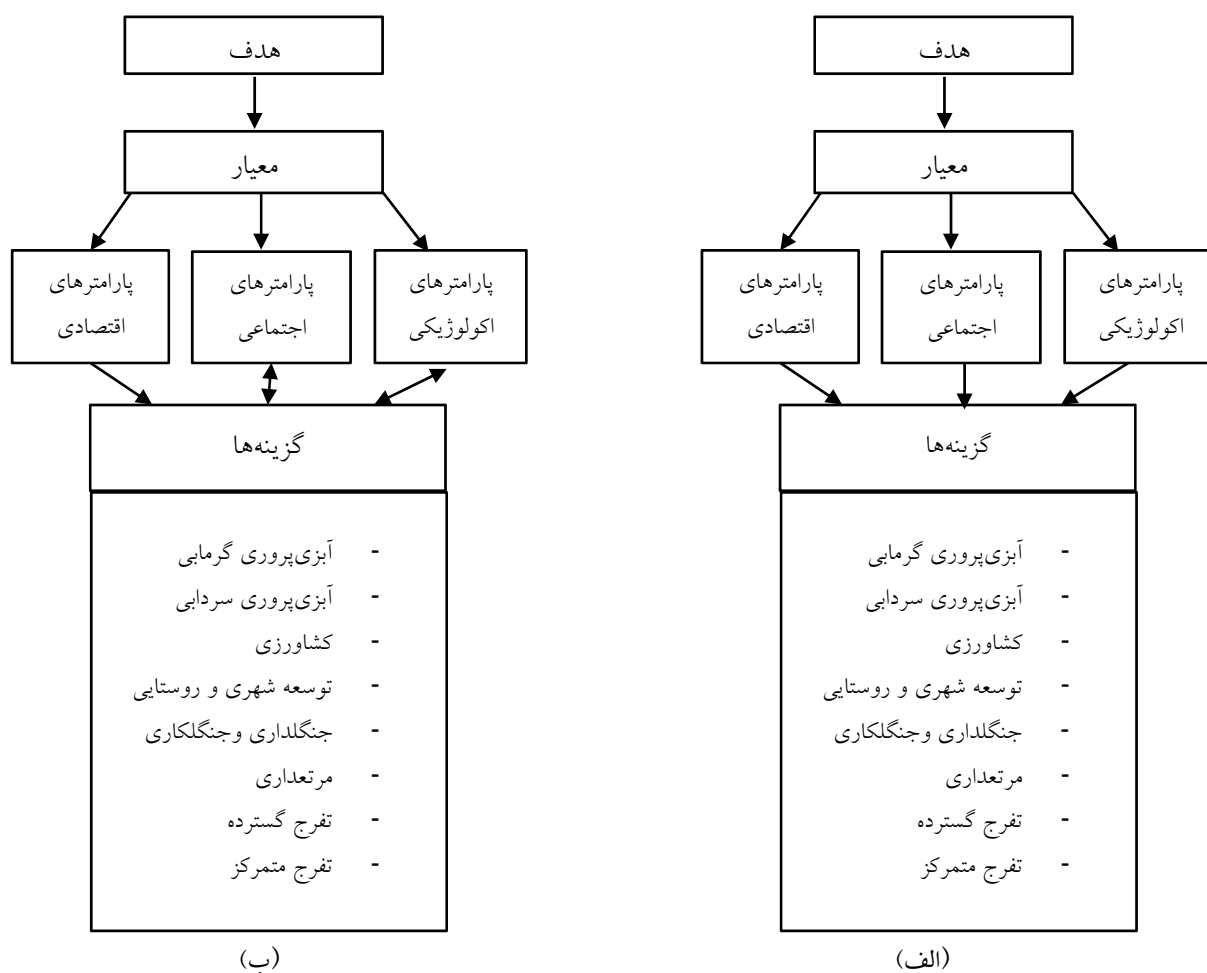 هدف
معیار
پارامترهای
اکولوژیکی
پارامترهای
اجتماعی
پارامترهای
اقتصادی
گزینه‌ها
- آبزی‌پروری گرمابی
- آبزی‌پروری سردابی
- کشاورزی
- توسعه شهری و روستایی
- جنگلداری وجنگلکاری
- مرتعداری
- تفرج گسترده
- تفرج متمرکز
(الف)
هدف
معیار
پارامترهای
اکولوژیکی
پارامترهای
اجتماعی
پارامترهای
اقتصادی
گزینه‌ها
- آبزی‌پروری گرمابی
- آبزی‌پروری سردابی
- کشاورزی
- توسعه شهری و روستایی
- جنگلداری وجنگلکاری
- مرتعداری
- تفرج گسترده
- تفرج متمرکز
(ب)